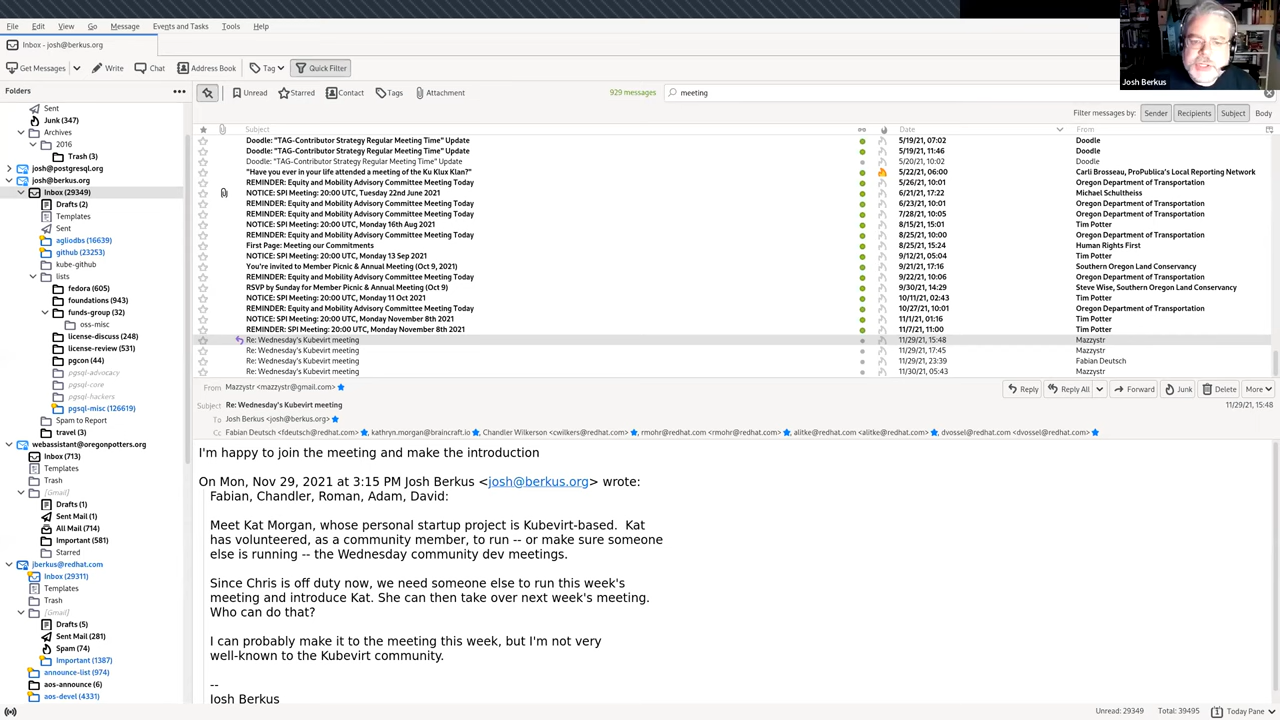 File Edit View Go Message Events and Tasks Tools Help
Inbox - josh@berkus.org
Get Messages Write Chat Address Book Tag Quick Filter
Folders
Unread Starred Contact Tags Attachment 929 messages meeting
Filter messages by: Sender Recipients Subject Body
Subject Date From
Sent
Junk (347)
Archives
2016
Trash (3)
josh@postgresql.org
josh@berkus.org
Inbox (29349)
Drafts (2)
Templates
Sent
agliodbs (16639)
github (23253)
kube-github
lists
fedora (605)
foundations (943)
funds-group (32)
oss-misc
license-discuss (248)
license-review (531)
pgcon (44)
pgsql-advocacy
pgsql-core
pgsql-hackers
pgsql-misc (126619)
Spam to Report
travel (3)
webassistant@oregonpotters.org
Inbox (713)
Templates
Trash
[Gmail]
Drafts (1)
Sent Mail (1)
All Mail (714)
Important (581)
Starred
jberkus@redhat.com
Inbox (29311)
Templates
Trash
[Gmail]
Drafts (5)
Sent Mail (281)
Spam (74)
Important (1387)
announce-list (974)
aos-announce (6)
aos-devel (4331)
Doodle: "TAG-Contributor Strategy Regular Meeting Time" Update 5/19/21, 07:02 Doodle
Doodle: "TAG-Contributor Strategy Regular Meeting Time" Update 5/19/21, 11:46 Doodle
Doodle: "TAG-Contributor Strategy Regular Meeting Time" Update 5/20/21, 10:02 Doodle
"Have you ever in your life attended a meeting of the Ku Klux Klan?" 5/22/21, 06:00 Carli Brosseau, ProPublica's Local Reporting Network
REMINDER: Equity and Mobility Advisory Committee Meeting Today 5/26/21, 10:01 Oregon Department of Transportation
NOTICE: SPI Meeting: 20:00 UTC, Tuesday 22nd June 2021 6/21/21, 17:22 Michael Schultheiss
REMINDER: Equity and Mobility Advisory Committee Meeting Today 6/23/21, 10:01 Oregon Department of Transportation
REMINDER: Equity and Mobility Advisory Committee Meeting Today 7/28/21, 10:05 Oregon Department of Transportation
NOTICE: SPI Meeting: 20:00 UTC, Monday 16th Aug 2021 8/15/21, 15:01 Tim Potter
REMINDER: Equity and Mobility Advisory Committee Meeting Today 8/25/21, 10:00 Oregon Department of Transportation
First Page: Meeting our Commitments 8/25/21, 15:24 Human Rights First
NOTICE: SPI Meeting: 20:00 UTC, Monday 13 Sep 2021 9/12/21, 05:04 Tim Potter
You're invited to Member Picnic & Annual Meeting (Oct 9, 2021) 9/21/21, 17:16 Southern Oregon Land Conservancy
REMINDER: Equity and Mobility Advisory Committee Meeting Today 9/22/21, 10:06 Oregon Department of Transportation
RSVP by Sunday for Member Picnic & Annual Meeting (Oct 9) 9/30/21, 14:29 Steve Wise, Southern Oregon Land Conservancy
NOTICE: SPI Meeting: 20:00 UTC, Monday 11 Oct 2021 10/11/21, 02:43 Tim Potter
REMINDER: Equity and Mobility Advisory Committee Meeting Today 10/27/21, 10:01 Oregon Department of Transportation
NOTICE: SPI Meeting: 20:00 UTC, Monday November 8th 2021 11/1/21, 01:16 Tim Potter
REMINDER: SPI Meeting: 20:00 UTC, Monday November 8th 2021 11/7/21, 11:00 Tim Potter
Re: Wednesday's Kubevirt meeting 11/29/21, 15:48 Mazzystr
Re: Wednesday's Kubevirt meeting 11/29/21, 17:45 Mazzystr
Re: Wednesday's Kubevirt meeting 11/29/21, 23:39 Fabian Deutsch
Re: Wednesday's Kubevirt meeting 11/30/21, 05:43 Mazzystr
From Mazzystr <mazzystr@gmail.com> Reply Reply All Forward Junk Delete More
Subject Re: Wednesday's Kubevirt meeting 11/29/21, 15:48
To Josh Berkus <josh@berkus.org>
Cc Fabian Deutsch <fdeutsch@redhat.com>, kathryn.morgan@braincraft.io, Chandler Wilkerson <cwilkers@redhat.com>, rmohr@redhat.com <rmohr@redhat.com>, alitke@redhat.com <alitke@redhat.com>, dvossel@redhat.com <dvossel@redhat.com>
I'm happy to join the meeting and make the introduction
On Mon, Nov 29, 2021 at 3:15 PM Josh Berkus <josh@berkus.org> wrote:
Fabian, Chandler, Roman, Adam, David:
Meet Kat Morgan, whose personal startup project is Kubevirt-based. Kat
has volunteered, as a community member, to run -- or make sure someone
else is running -- the Wednesday community dev meetings.
Since Chris is off duty now, we need someone else to run this week's
meeting and introduce Kat. She can then take over next week's meeting.
Who can do that?
I can probably make it to the meeting this week, but I'm not very
well-known to the Kubevirt community.
--
Josh Berkus
Unread: 29349 Total: 39495 1 Today Pane
Josh Berkus